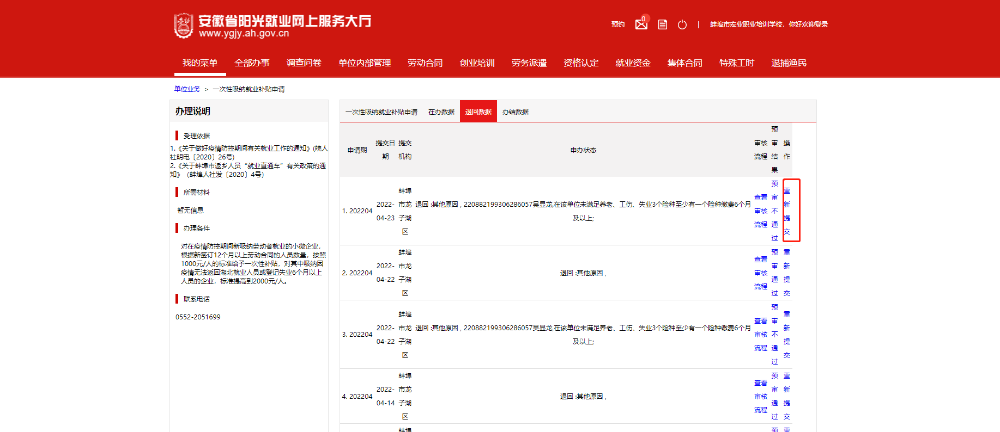 安徽省阳光就业网上服务大厅
www.ygjy.ah.gov.cn
预约
0
|
蚌埠市宏业职业培训学校，你好欢迎登录
我的菜单 全部办事 调查问卷 单位内部管理 劳动合同 创业培训 劳务派遣 资格认定 就业资金 集体合同 特殊工时 退捕渔民
单位业务 > 一次性吸纳就业补贴申请
办理说明
受理依据
1.《关于做好疫情防控期间有关就业工作的通知》(皖人
社明电〔2020〕26号)
2.《关于蚌埠市返乡人员“就业直通车”有关政策的通
知》（蚌埠人社发〔2020〕4号）
所需材料
暂无信息
办理条件
对在疫情防控期间新吸纳劳动者就业的小微企业，
根据新签订12个月以上劳动合同的人员数量，按照
1000元/人的标准给予一次性补贴，对其中吸纳因
疫情无法返回湖北就业人员或登记失业6个月以上
人员的企业，标准提高到2000元/人。
联系电话
0552-2051699
一次性吸纳就业补贴申请 在办数据 退回数据 办结数据
申请期
提交日
期
提交
机构
申办状态
审核
流程
预
审
结
果
操
作
1. 202204
2022-
04-23
蚌埠
市龙
子湖
区
退回 :其他原因 , 220882199306286057吴显龙,在该单位未满足养老、工伤、失业3个险种至少有一个险种缴费6个月
及以上;
查看
审核
流程
预
审
不
通
过
重
新
提
交
2. 202204
2022-
04-22
蚌埠
市龙
子湖
区
退回 :其他原因 ,
查看
审核
流程
预
审
通
过
重
新
提
交
3. 202204
2022-
04-22
蚌埠
市龙
子湖
区
退回 :其他原因 , 220882199306286057吴显龙,在该单位未满足养老、工伤、失业3个险种至少有一个险种缴费6个月
及以上;
查看
审核
流程
预
审
不
通
过
重
新
提
交
4. 202204
2022-
04-14
蚌埠
市龙
子湖
区
退回 :其他原因 ,
查看
审核
流程
预
审
通
过
重
新
提
交
蚌埠
预
重